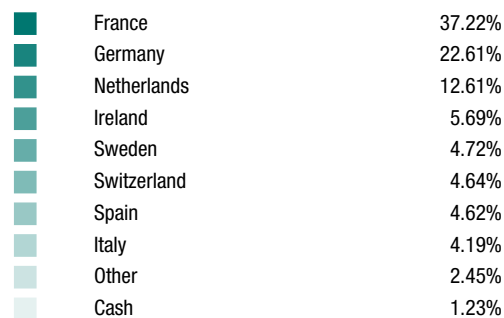 France 37.22%
Germany 22.61%
Netherlands 12.61%
Ireland 5.69%
Sweden 4.72%
Switzerland 4.64%
Spain 4.62%
Italy 4.19%
Other 2.45%
Cash 1.23%